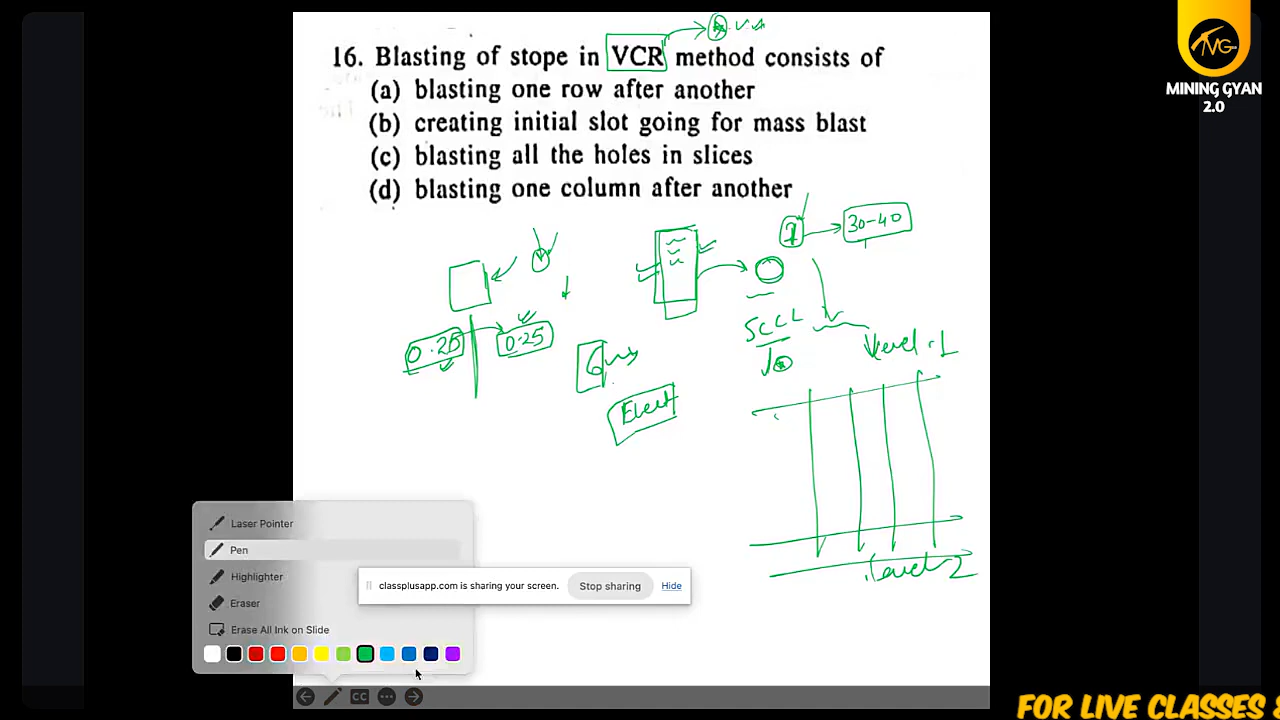 16. Blasting of stope in VCR method consists of
(a) blasting one row after another
(b) creating initial slot going for mass blast
(c) blasting all the holes in slices
(d) blasting one column after another
MINING GYAN
2.0
30-40
0.25
0.25
SCCL
Level-1
Elect
Level-2
Laser Pointer
Pen
Highlighter
Eraser
Erase All Ink on Slide
classplusapp.com is sharing your screen.
Stop sharing
Hide
CC
FOR LIVE CLASSES